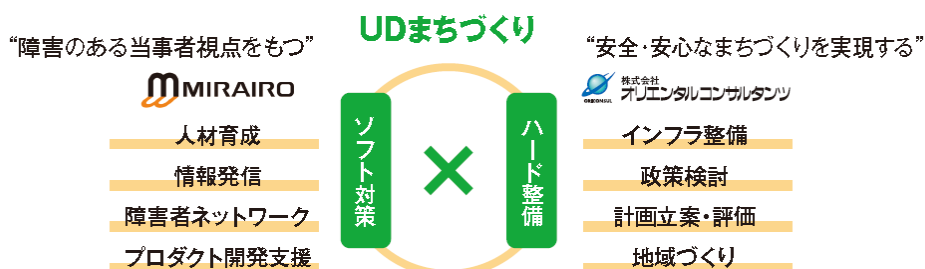 UDまちづくり
“障害のある当事者視点をもつ”
MIRAIRO
人材育成
情報発信
障害者ネットワーク
プロダクト開発支援
ソフト対策
×
ハード整備
“安全・安心なまちづくりを実現する”
ORICONSUL
株式会社
オリエンタルコンサルタンツ
インフラ整備
政策検討
計画立案・評価
地域づくり